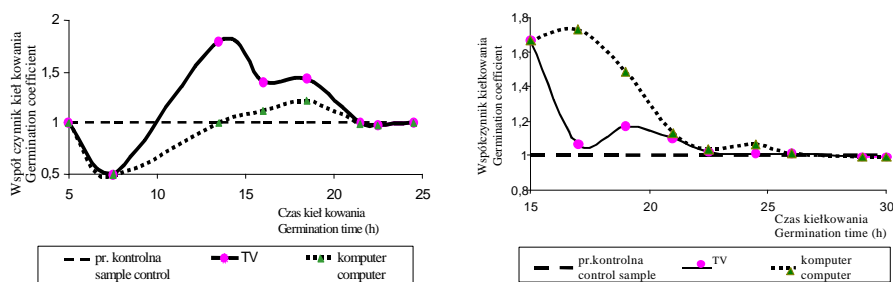 Współ czynnik kieł kowania
Germination coefficient
2
1,5
1
0,5
5
10
15
20
25
Czas kieł kowania
Germination time (h)
pr. kontrolna
sample control
TV
komputer
computer
Współczynnik kiełkowania
Germination coefficient
1,8
1,6
1,4
1,2
1
0,8
15
20
25
30
Czas kiełkowania
Germination time (h)
pr.kontrolna
control sample
TV
komputer
computer